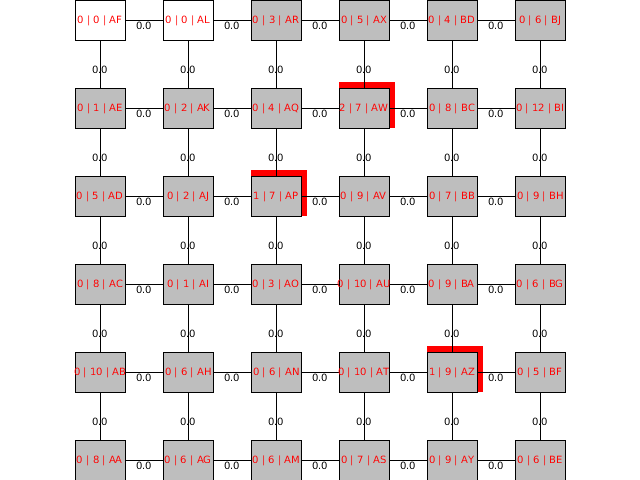 0 | 0 | AF 0.0 0 | 0 | AL 0.0 0 | 3 | AR 0.0 0 | 5 | AX 0.0 0 | 4 | BD 0.0 0 | 6 | BJ
0.0 0.0 0.0 0.0 0.0 0.0
0 | 1 | AE 0.0 0 | 2 | AK 0.0 0 | 4 | AQ 0.0 2 | 7 | AW 0.0 0 | 8 | BC 0.0 0 | 12 | BI
0.0 0.0 0.0 0.0 0.0 0.0
0 | 5 | AD 0.0 0 | 2 | AJ 0.0 1 | 7 | AP 0.0 0 | 9 | AV 0.0 0 | 7 | BB 0.0 0 | 9 | BH
0.0 0.0 0.0 0.0 0.0 0.0
0 | 8 | AC 0.0 0 | 1 | AI 0.0 0 | 3 | AO 0.0 0 | 10 | AU 0.0 0 | 9 | BA 0.0 0 | 6 | BG
0.0 0.0 0.0 0.0 0.0 0.0
0 | 10 | AB 0.0 0 | 6 | AH 0.0 0 | 6 | AN 0.0 0 | 10 | AT 0.0 1 | 9 | AZ 0.0 0 | 5 | BF
0.0 0.0 0.0 0.0 0.0 0.0
0 | 8 | AA 0.0 0 | 6 | AG 0.0 0 | 6 | AM 0.0 0 | 7 | AS 0.0 0 | 9 | AY 0.0 0 | 6 | BE